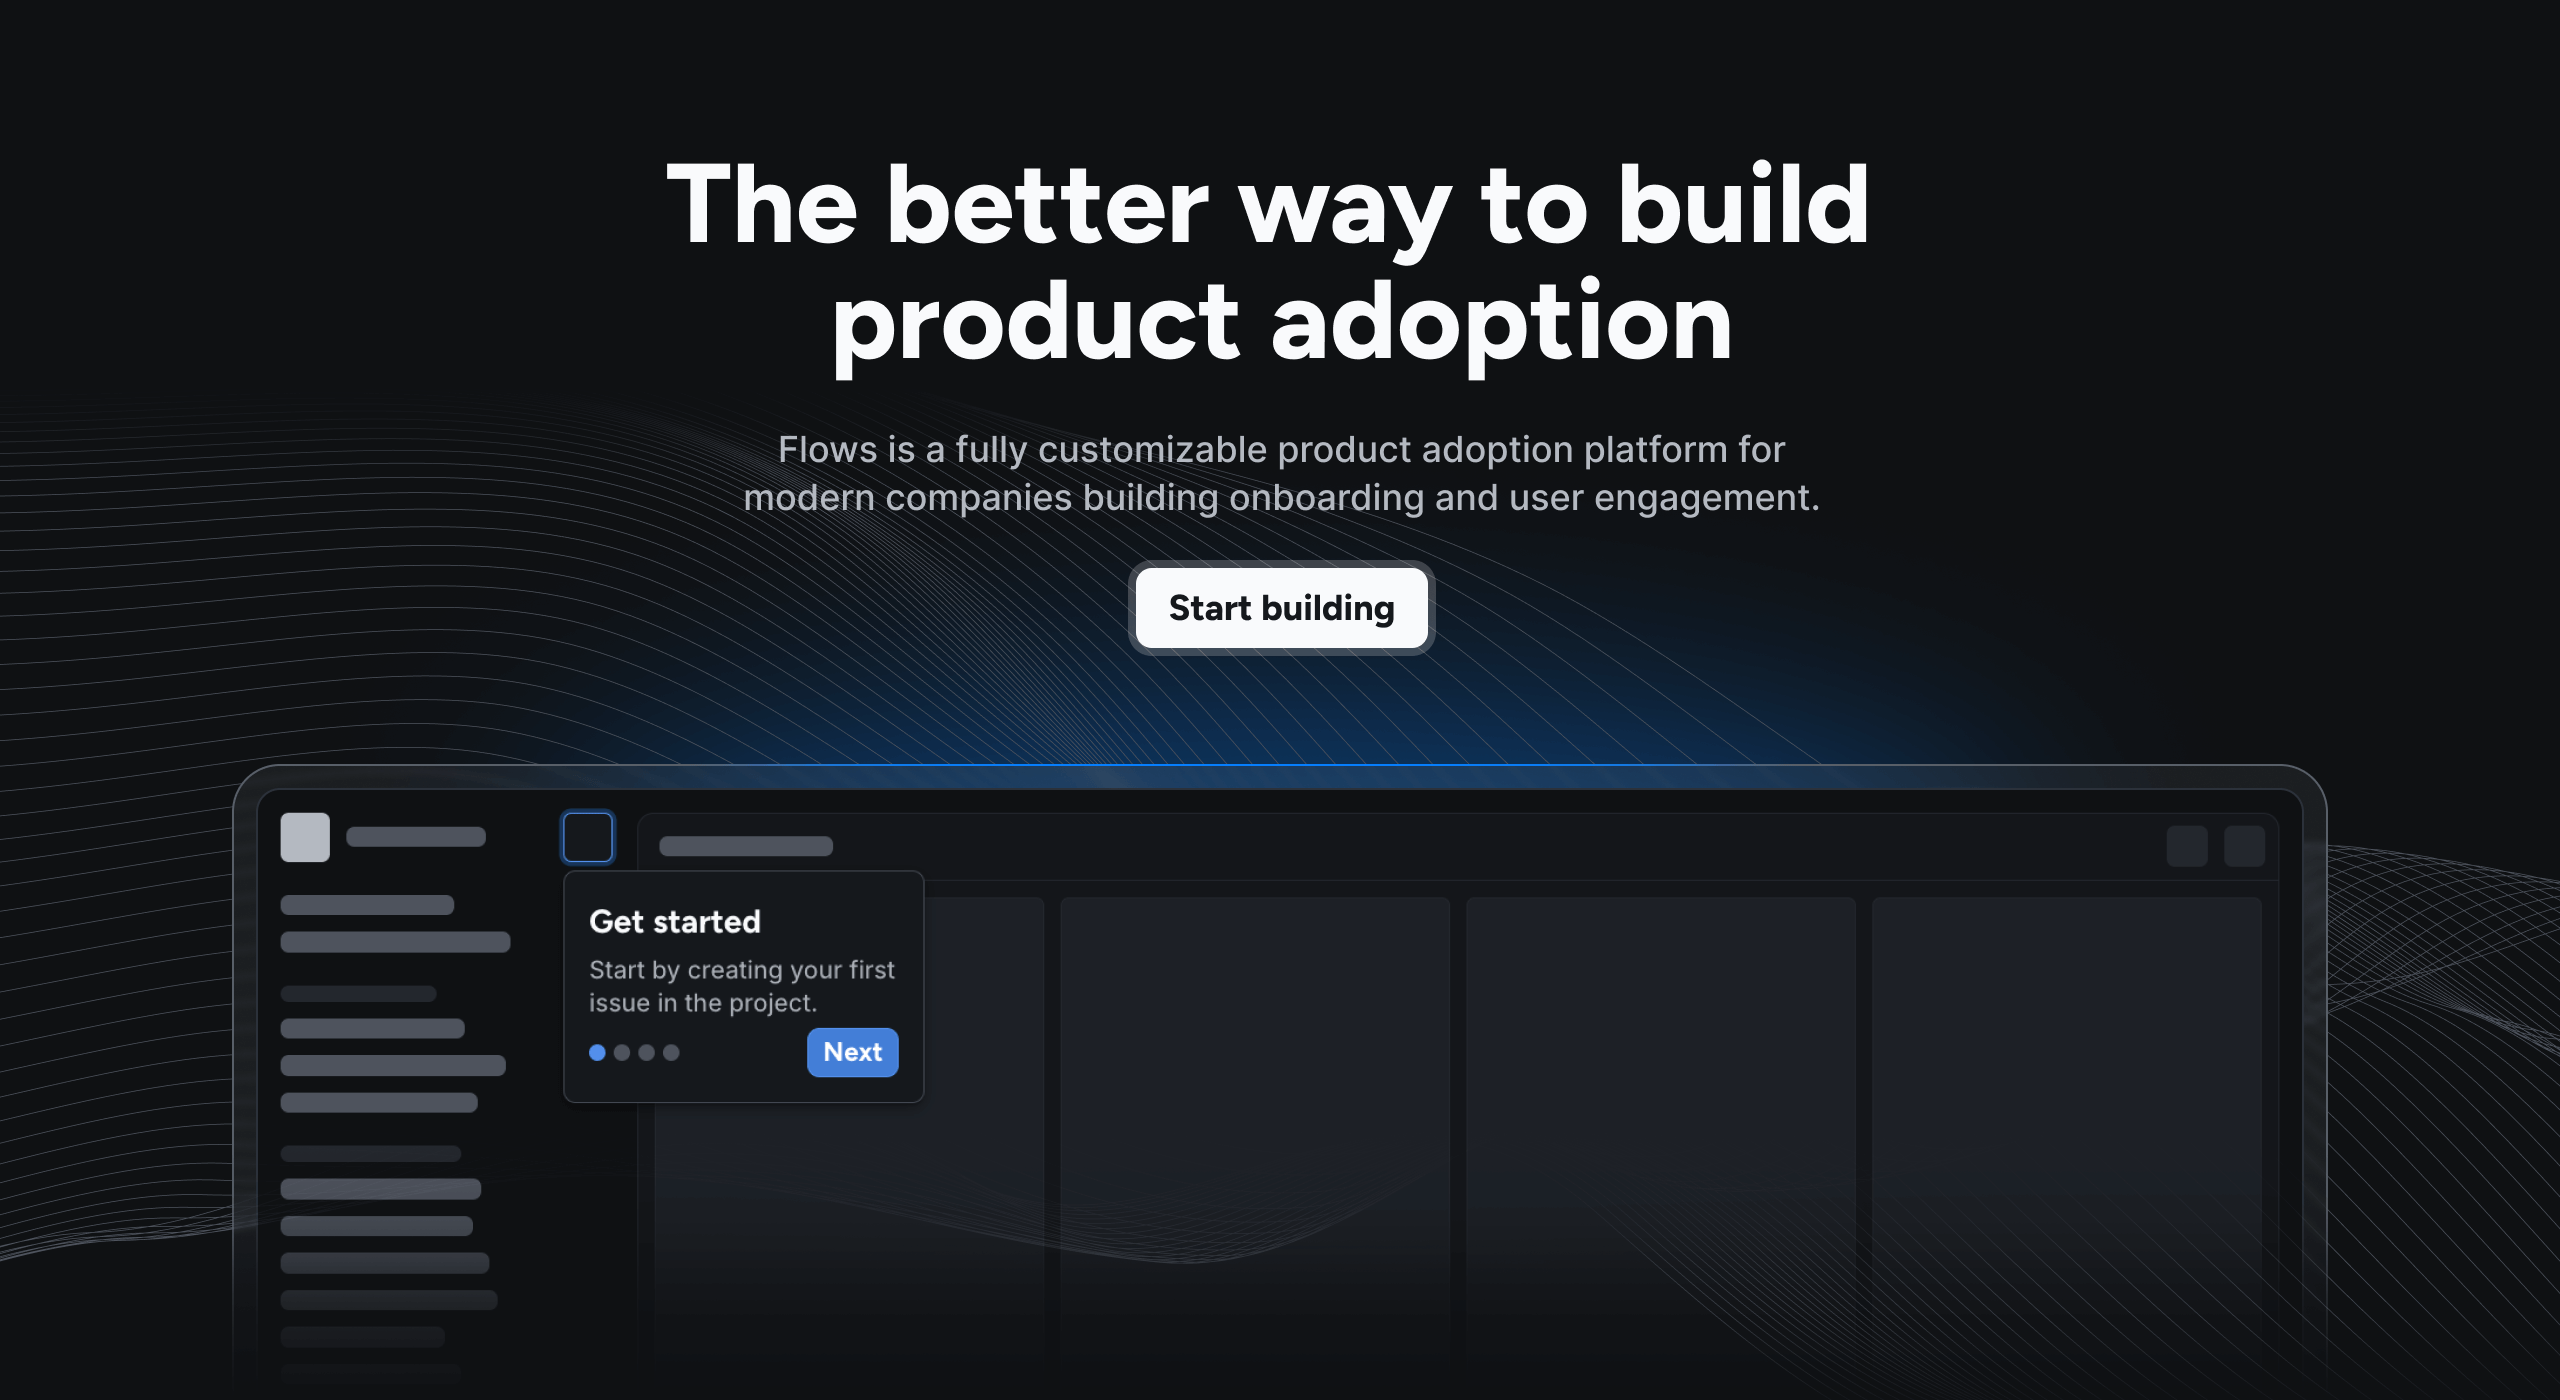 The better way to build
product adoption
Flows is a fully customizable product adoption platform for
modern companies building onboarding and user engagement.
Start building
Get started
Start by creating your first
issue in the project.
Next